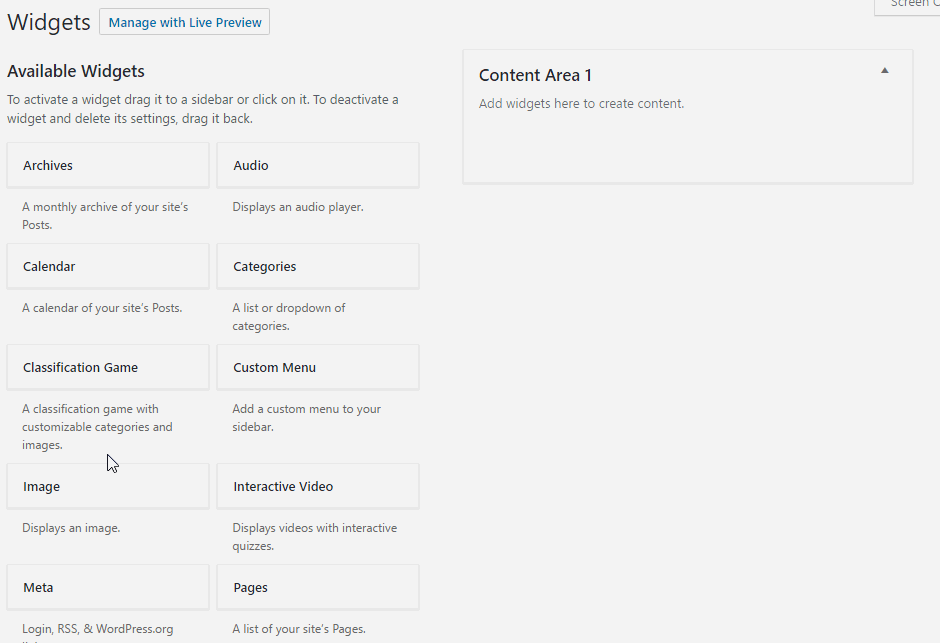 Widgets
Manage with Live Preview
Screen
Available Widgets
To activate a widget drag it to a sidebar or click on it. To deactivate a
widget and delete its settings, drag it back.
Archives
Audio
A monthly archive of your site's
Posts.
Displays an audio player.
Calendar
Categories
A calendar of your site's Posts.
A list or dropdown of
categories.
Classification Game
Custom Menu
A classification game with
customizable categories and
images.
Add a custom menu to your
sidebar.
Image
Interactive Video
Displays an image.
Displays videos with interactive
quizzes.
Meta
Pages
Login, RSS, & WordPress.org
A list of your site's Pages.
Content Area 1
Add widgets here to create content.